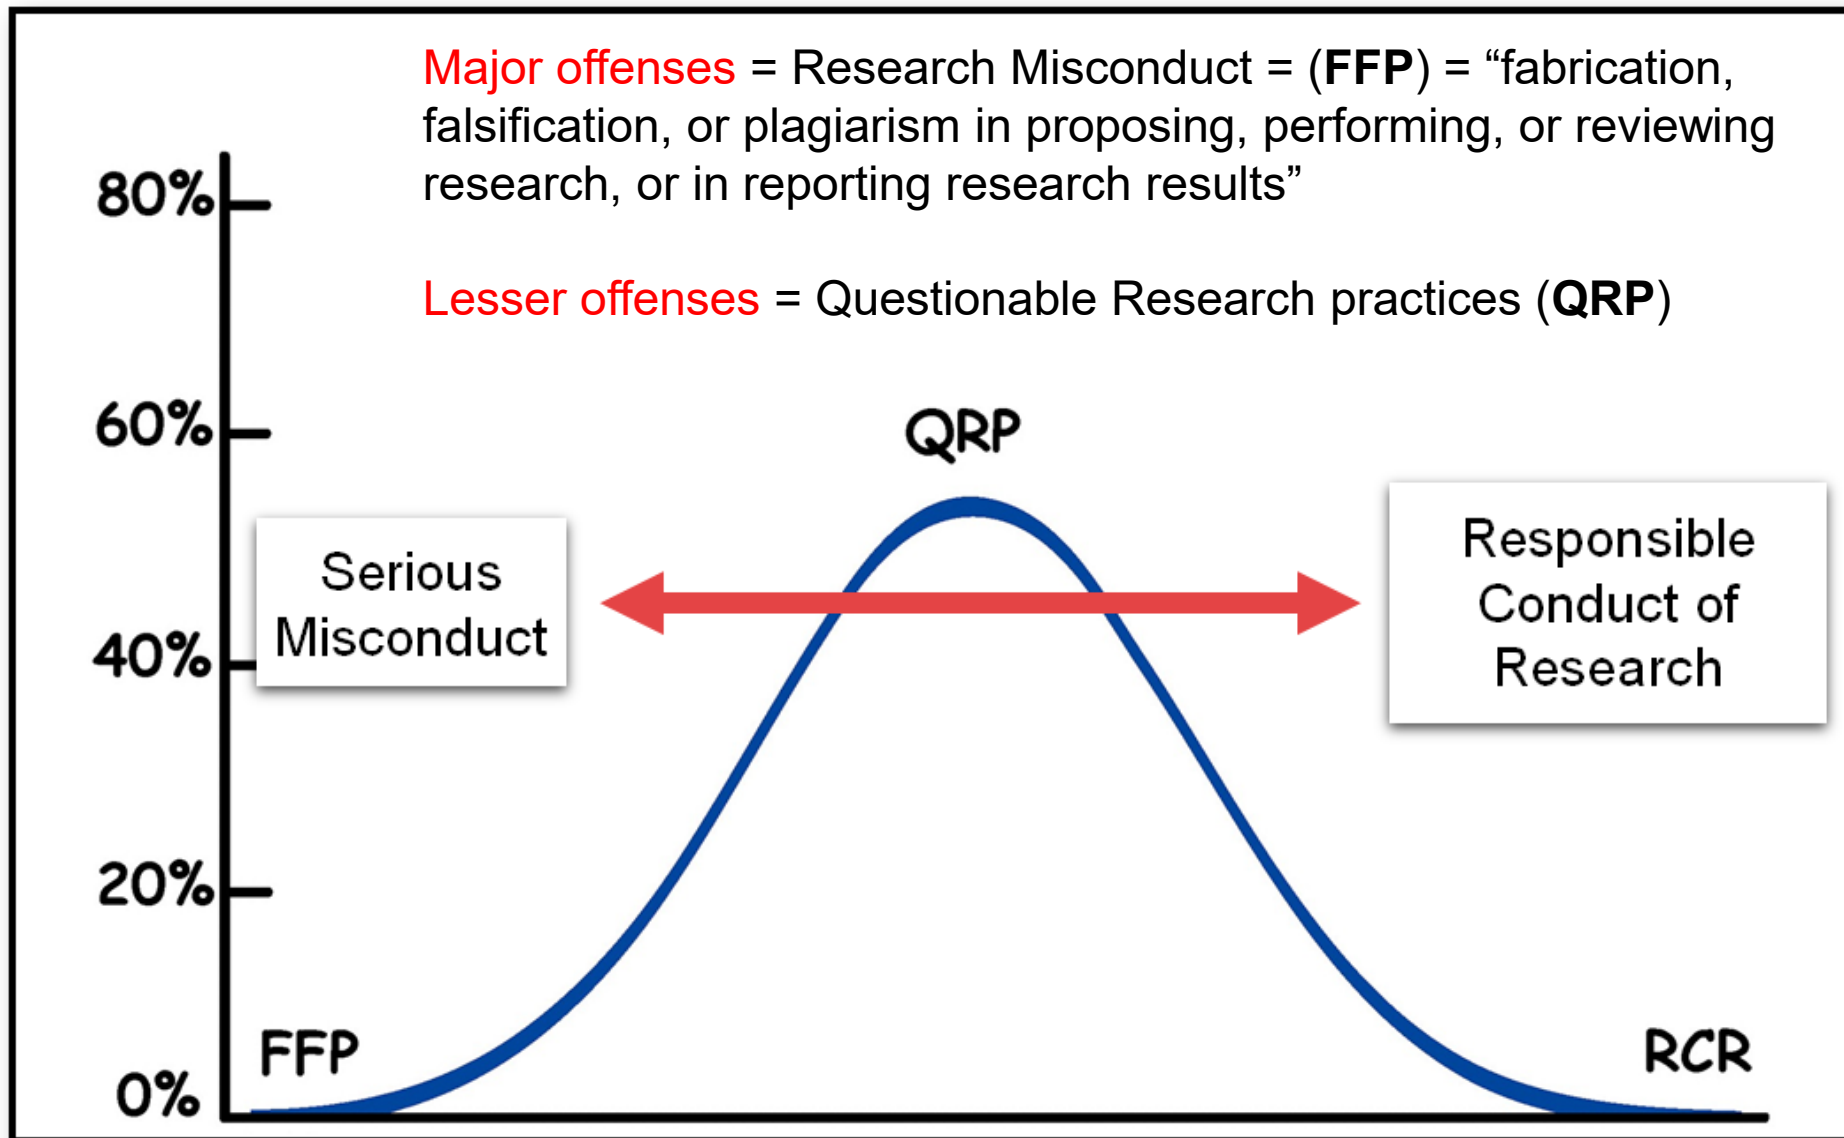 Major offenses = Research Misconduct = (FFP) = “fabrication,
falsification, or plagiarism in proposing, performing, or reviewing
research, or in reporting research results”
Lesser offenses = Questionable Research practices (QRP)
80%
60%
40%
20%
0%
QRP
Serious
Misconduct
Responsible
Conduct of
Research
FFP
RCR